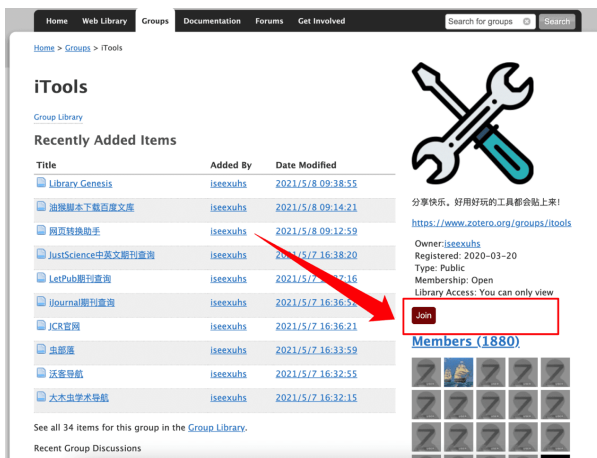 Home Web Library Groups Documentation Forums Get Involved Search for groups Search
Home > Groups > iTools
iTools
Group Library
Recently Added Items
Title Added By Date Modified
Library Genesis iseexuhs 2021/5/8 09:38:55
油猴脚本下载百度文库 iseexuhs 2021/5/8 09:14:21
网页转换助手 iseexuhs 2021/5/8 09:12:59
JustScience中英文期刊查询 iseexuhs 16:38:20
LetPub期刊查询 iseexuhs 2021/5/7
iJournal期刊查询 iseexuhs 2021/5/7
JCR官网 iseexuhs 2021/5/7 16:36:21
虫部落 iseexuhs 2021/5/7 16:33:59
沃客导航 iseexuhs 2021/5/7 16:32:55
大木虫学术导航 iseexuhs 2021/5/7 16:32:15
See all 34 items for this group in the Group Library.
Recent Group Discussions
分享快乐。好用好玩的工具都会贴上来!
https://www.zotero.org/groups/itools
Owner:iseexuhs
Registered: 2020-03-20
Type: Public
Membership: Open
Library Access: You can only view
Join
Members (1880)